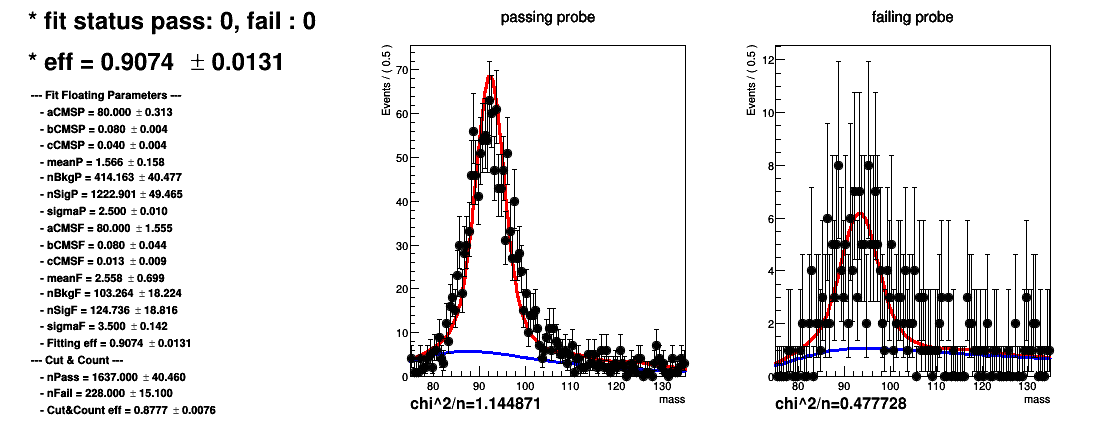 * fit status pass: 0, fail : 0
* eff = 0.9074 ± 0.0131
--- Fit Floating Parameters ---
- aCMSP = 80.000 ± 0.313
- bCMSP = 0.080 ± 0.004
- cCMSP = 0.040 ± 0.004
- meanP = 1.566 ± 0.158
- nBkgP = 414.163 ± 40.477
- nSigP = 1222.901 ± 49.465
- sigmaP = 2.500 ± 0.010
- aCMSF = 80.000 ± 1.555
- bCMSF = 0.080 ± 0.044
- cCMSF = 0.013 ± 0.009
- meanF = 2.558 ± 0.699
- nBkgF = 103.264 ± 18.224
- nSigF = 124.736 ± 18.816
- sigmaF = 3.500 ± 0.142
- Fitting eff = 0.9074 ± 0.0131
--- Cut & Count ---
- nPass = 1637.000 ± 40.460
- nFail = 228.000 ± 15.100
- Cut&Count eff = 0.8777 ± 0.0076
passing probe
Events / ( 0.5 )
70
60
50
40
30
20
10
0
80 90 100 110 120 130
mass
chi^2/n=1.144871
failing probe
Events / ( 0.5 )
12
10
8
6
4
2
0
80 90 100 110 120 130
mass
chi^2/n=0.477728